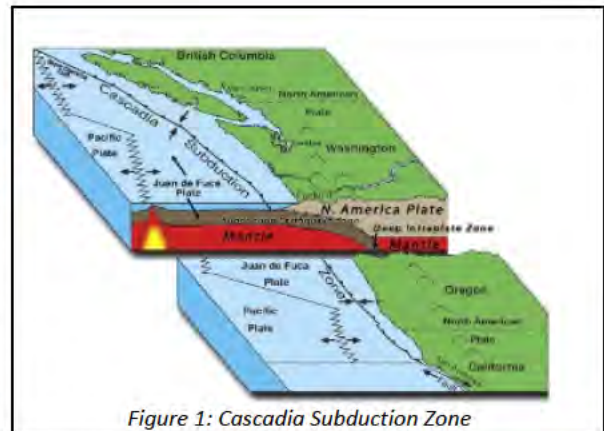 British Columbia
North American
Plate
Cascadia
Subduction
Washington
Pacific
Plate
Juan de Fuca
Plate
N. America Plate
Deep Intraplate Zone
Mantle
Mantle
Juan de Fuca
Plate
Zone
Oregon
Pacific
Plate
North American
Plate
California
Fault
Figure 1: Cascadia Subduction Zone